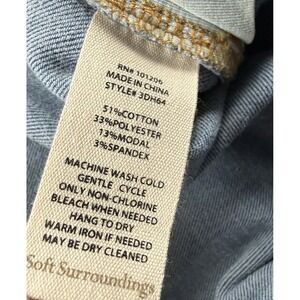 RN# 101206
MADE IN CHINA
STYLE# 3DH64
51%COTTON
33%POLYESTER
13%MODAL
3%SPANDEX
MACHINE WASH COLD
GENTLE CYCLE
ONLY NON-CHLORINE
BLEACH WHEN NEEDED
HANG TO DRY
WARM IRON IF NEEDED
MAY BE DRY CLEANED
Soft Surroundings